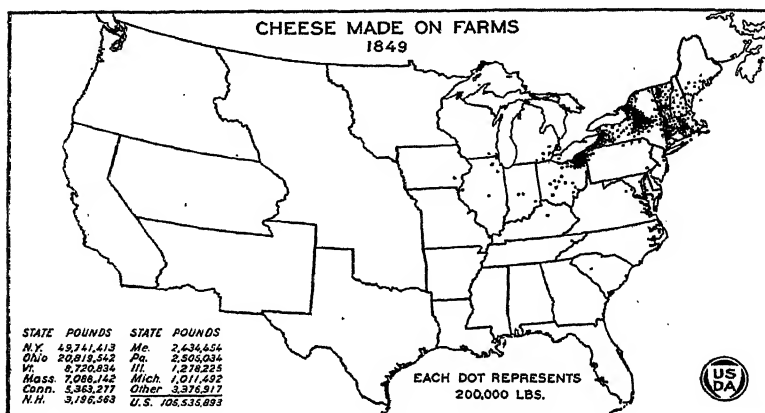 CHEESE MADE ON FARMS
1849
STATE POUNDS STATE POUNDS
N.Y. 49,741,413 Me. 2,434,454
Ohio 20,819,542 Pa. 2,505,034
Vt. 8,720,834 Ill. 1,278,225
Mass. 7,088,142 Mich. 1,011,492
Conn. 5,363,277 Other 3,376,917
N.H. 3,196,563 U.S. 105,535,893
EACH DOT REPRESENTS
200,000 LBS.
US
DA